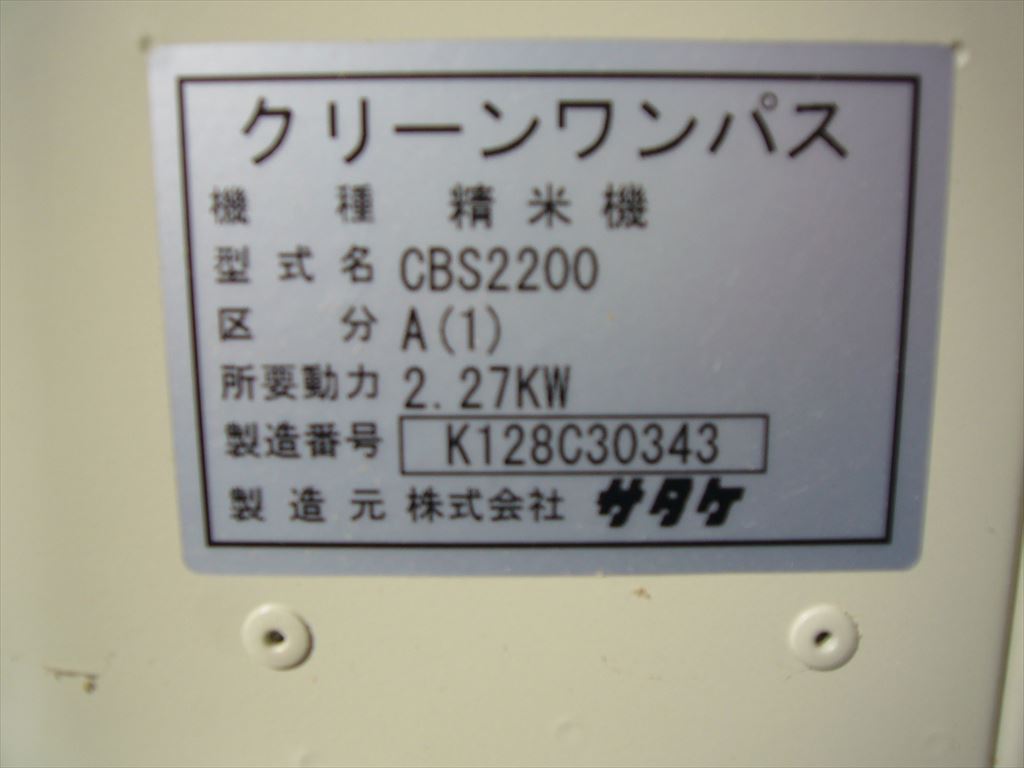 クリーンワンパス
機種 精米機
型式名 CBS2200
区分 A(1)
所要動力 2.27KW
製造番号 K128C30343
製造元 株式会社 サタケ